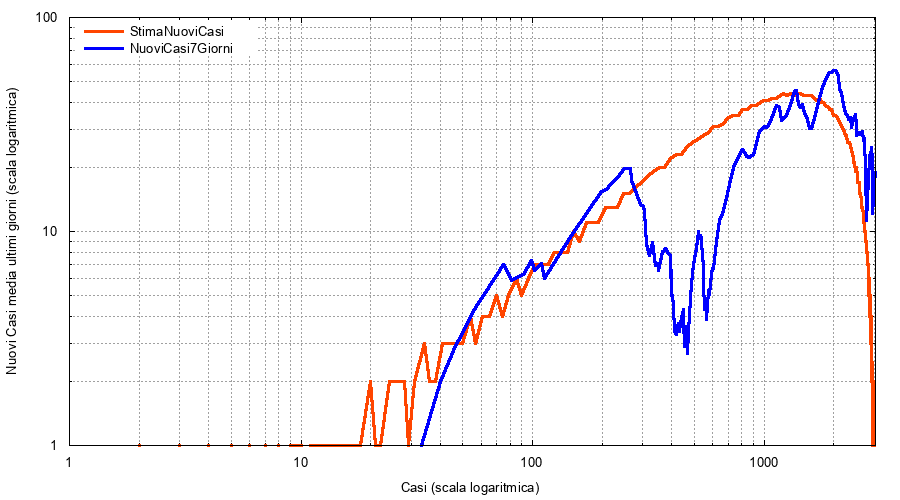 100
StimaNuoviCasi
NuoviCasi7Giorni
10
1
Nuovi Casi media ultimi giorni (scala logaritmica)
1
10
100
1000
Casi (scala logaritmica)